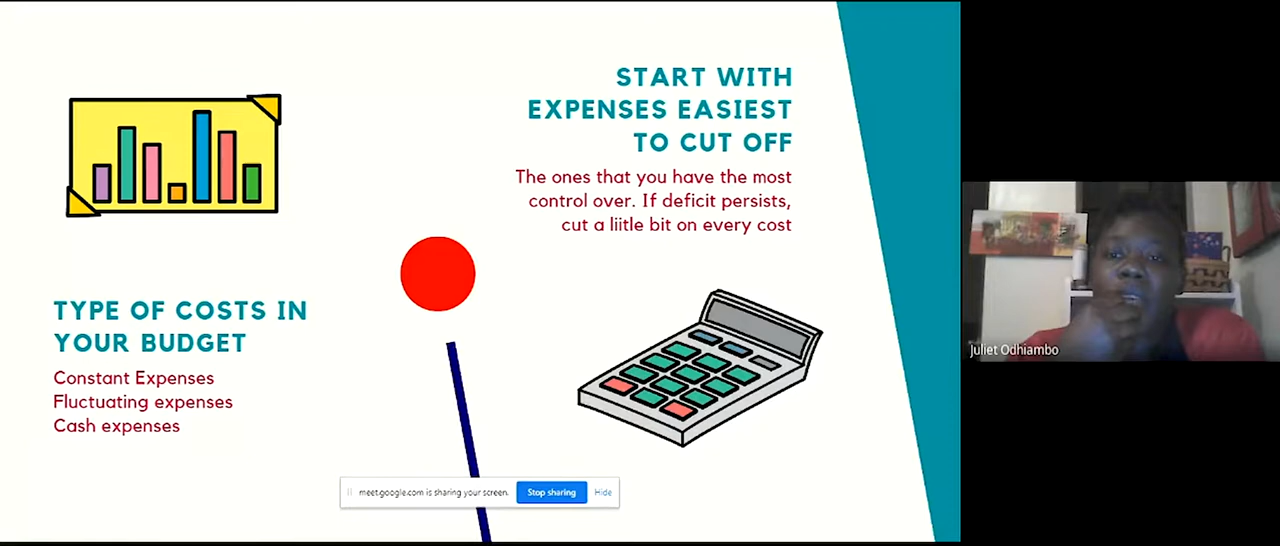 START WITH
EXPENSES EASIEST
TO CUT OFF
The ones that you have the most
control over. If deficit persists,
cut a liitle bit on every cost
TYPE OF COSTS IN
YOUR BUDGET
Constant Expenses
Fluctuating expenses
Cash expenses
meet.google.com is sharing your screen.
Stop sharing
Hide
Juliet Odhiambo